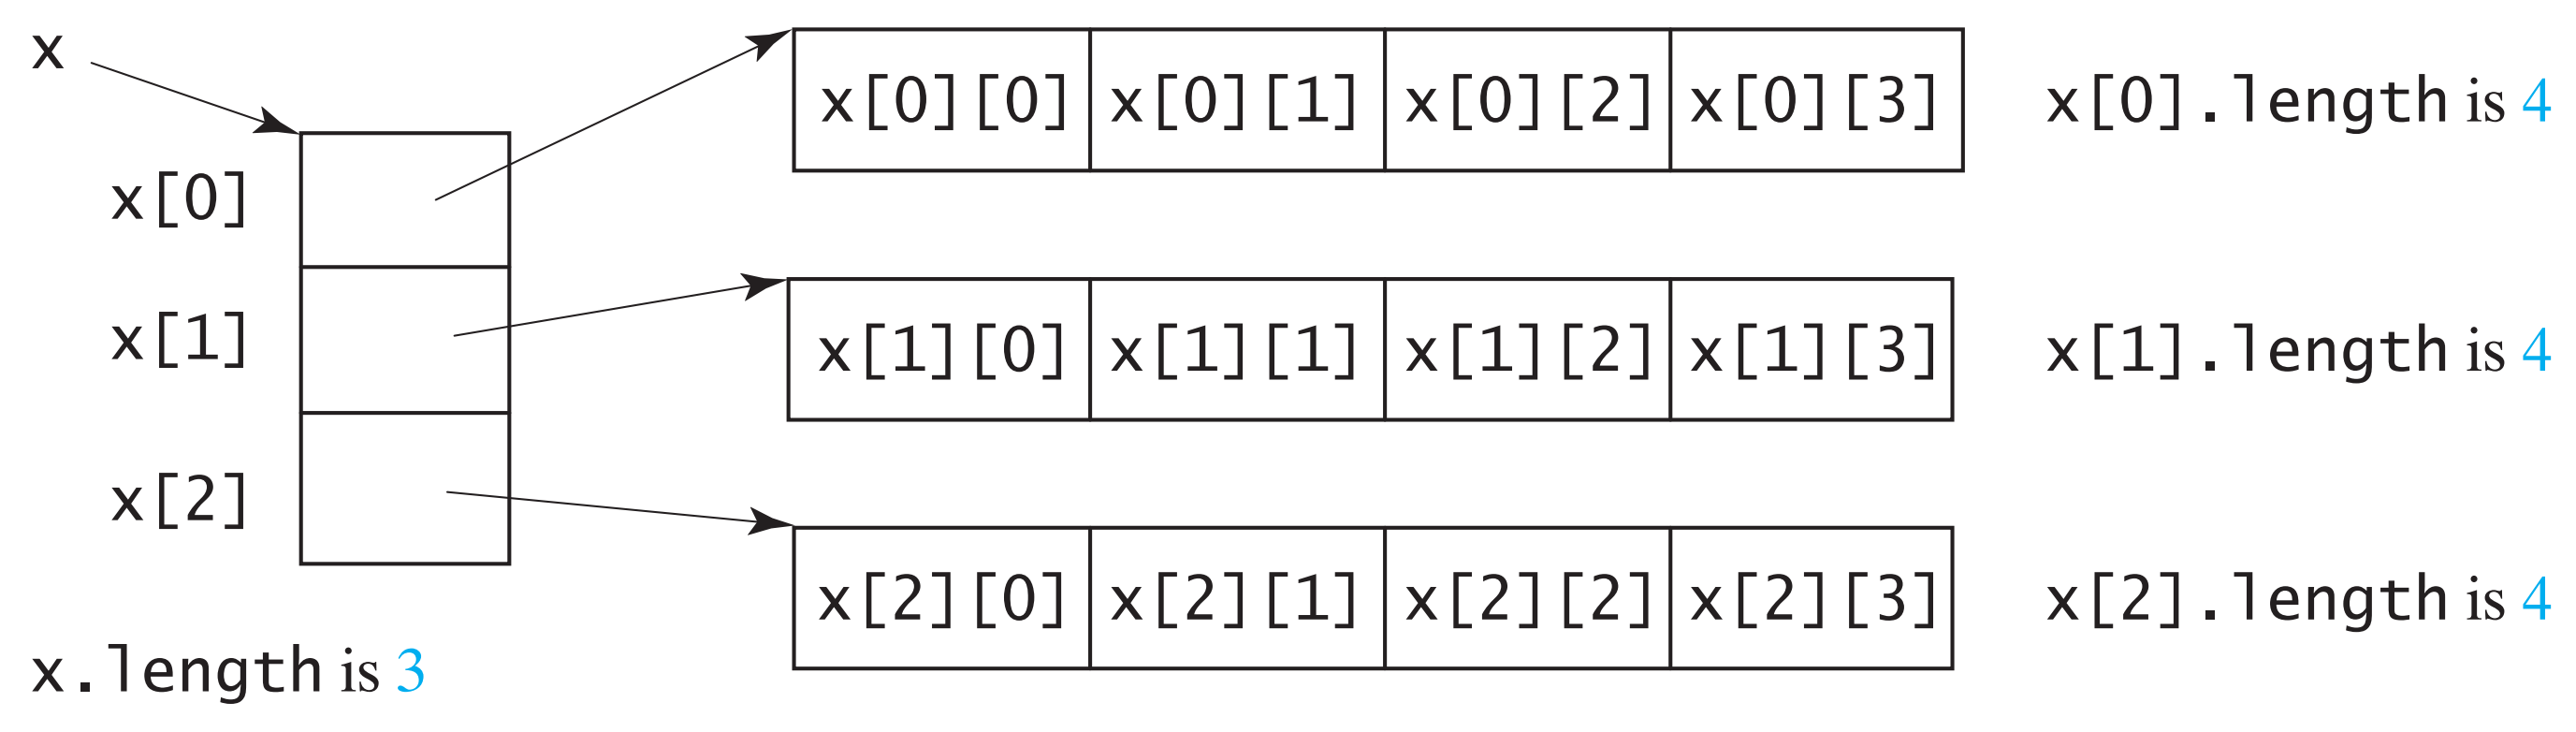 x
x[0][0] x[0][1] x[0][2] x[0][3] x[0].length is 4
x[0]
x[1]
x[1][0] x[1][1] x[1][2] x[1][3] x[1].length is 4
x[2]
x[2][0] x[2][1] x[2][2] x[2][3] x[2].length is 4
x.length is 3